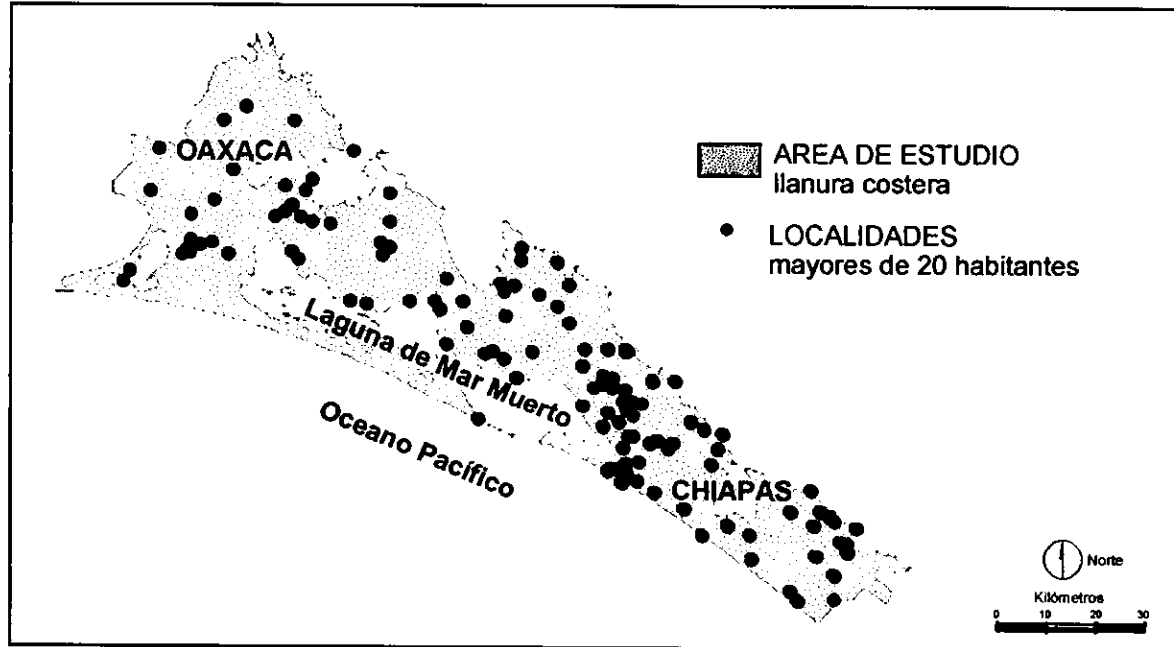 OAXACA
AREA DE ESTUDIO
llanura costera
LOCALIDADES
mayores de 20 habitantes
Laguna de Mar Muerto
Oceano Pacífico
CHIAPAS
Norte
Kilómetros
0 10 20 30